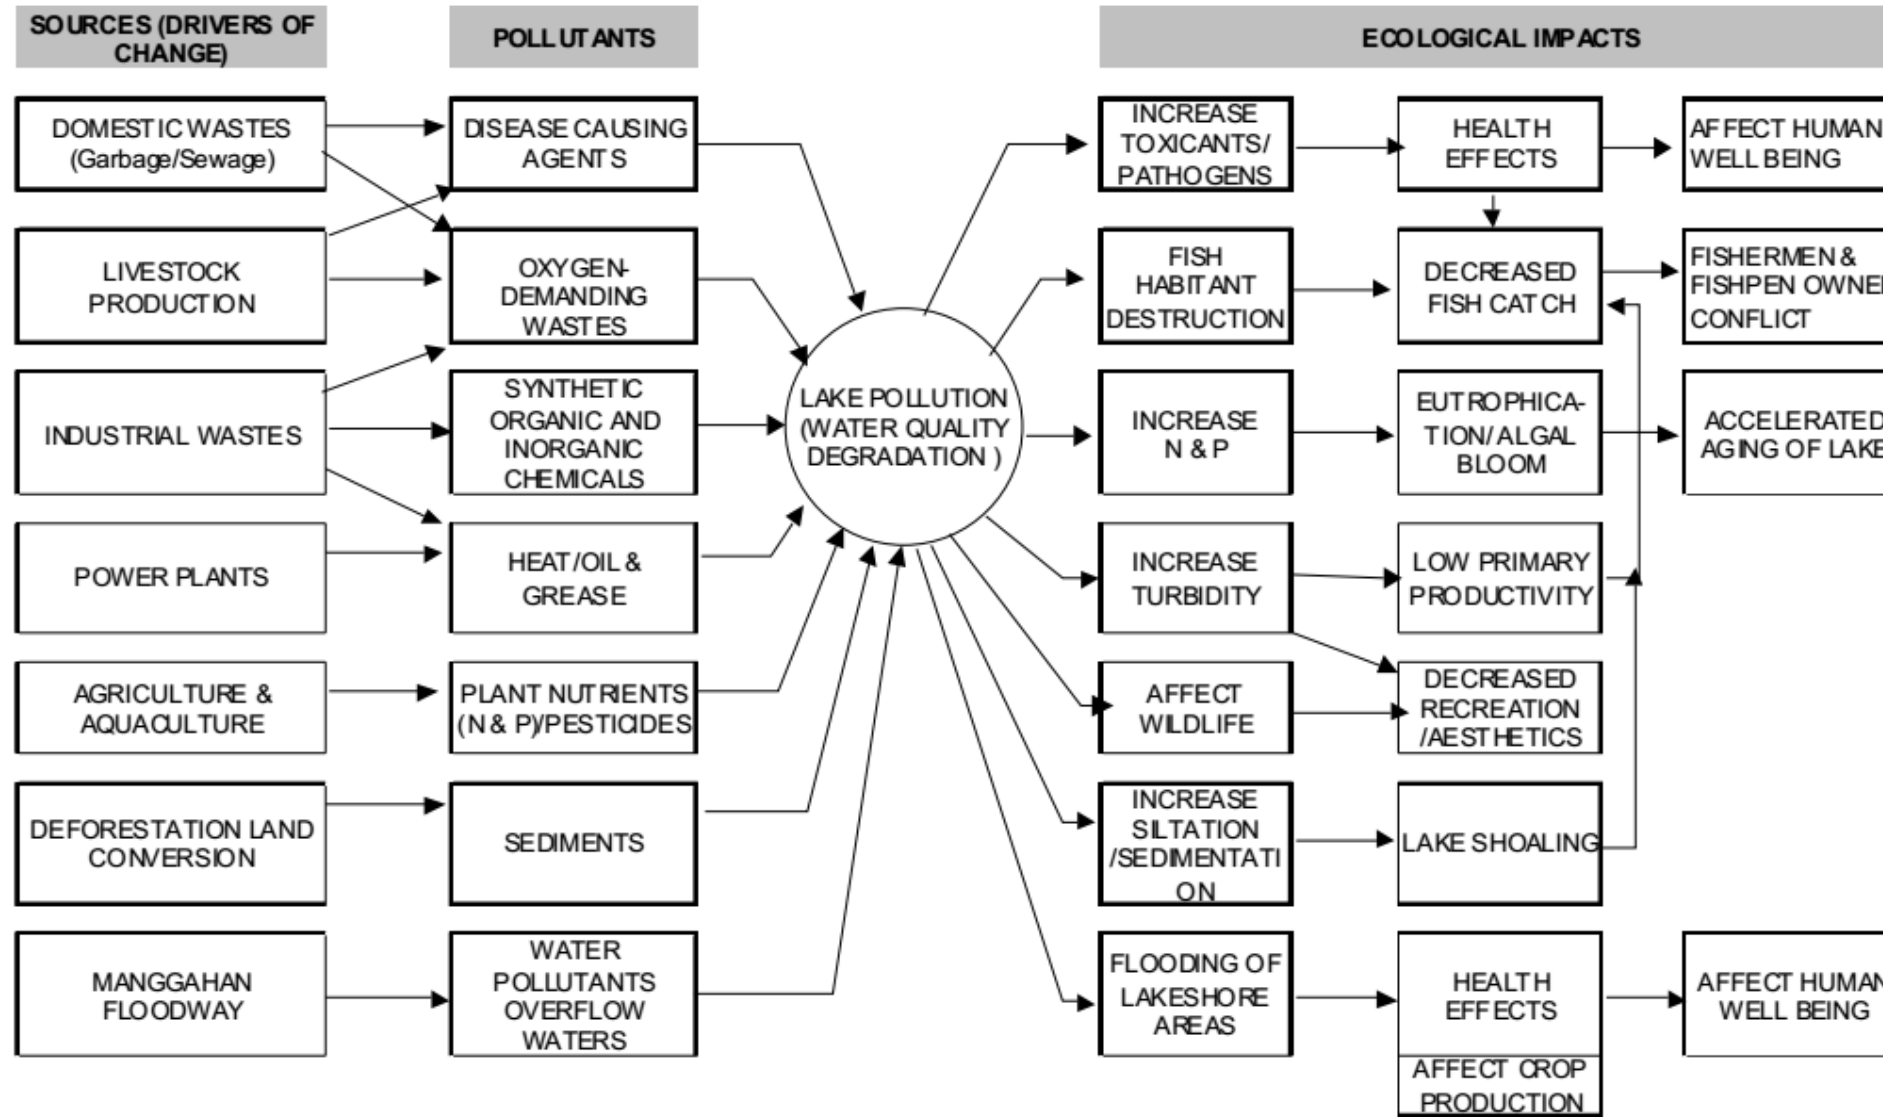 SOURCES (DRIVERS OF
CHANGE)
POLLUTANTS
ECOLOGICAL IMPACTS
DOMESTIC WASTES
(Garbage/Sewage)
DISEASE CAUSING
AGENTS
INCREASE
TOXICANTS/
PATHOGENS
HEALTH
EFFECTS
AFFECT HUMAN
WELL BEING
LIVESTOCK
PRODUCTION
OXYGEN-
DEMANDING
WASTES
FISH
HABITANT
DESTRUCTION
DECREASED
FISH CATCH
FISHERMEN &
FISHPEN OWNE
CONFLICT
INDUSTRIAL WASTES
SYNTHETIC
ORGANIC AND
INORGANIC
CHEMICALS
LAKE POLLUTION
(WATER QUALITY
DEGRADATION )
INCREASE
N & P
EUTROPHICA-
TION/ ALGAL
BLOOM
ACCELERATED
AGING OF LAKE
POWER PLANTS
HEAT/OIL &
GREASE
INCREASE
TURBIDITY
LOW PRIMARY
PRODUCTIVITY
AGRICULTURE &
AQUACULTURE
PLANT NUTRIENTS
(N & P)/PESTICIDES
AFFECT
WILDLIFE
DECREASED
RECREATION
/AESTHETICS
DEFORESTATION LAND
CONVERSION
SEDIMENTS
INCREASE
SILTATION
/SEDIMENTATI
ON
LAKE SHOALING
MANGGAHAN
FLOODWAY
WATER
POLLUTANTS
OVERFLOW
WATERS
FLOODING OF
LAKESHORE
AREAS
HEALTH
EFFECTS
AFFECT HUMAN
WELL BEING
AFFECT CROP
PRODUCTION